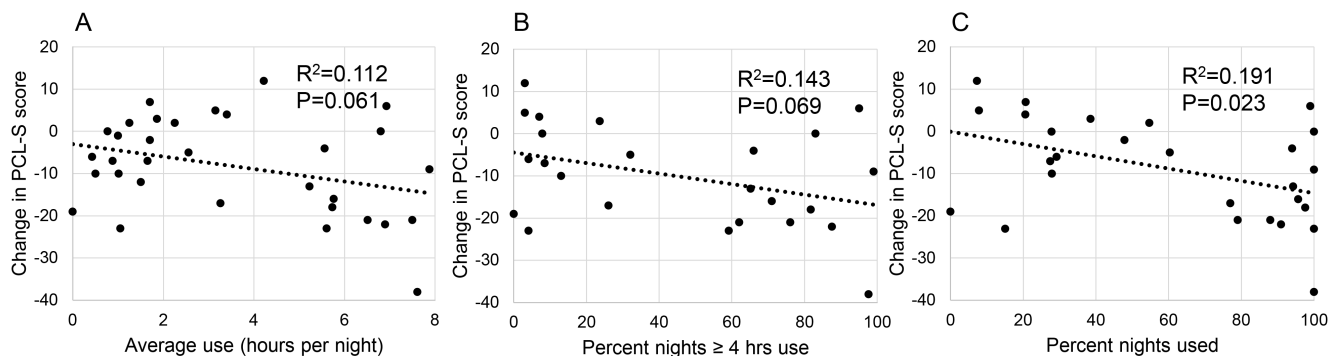 A
Change in PCL-S score
20
10
0
-10
-20
-30
-40
R²=0.112
P=0.061
0
2
4
6
8
Average use (hours per night)
B
Change in PCL-S score
20
10
0
-10
-20
-30
-40
R²=0.143
P=0.069
0
20
40
60
80
100
Percent nights ≥ 4 hrs use
C
Change in PCL-S score
20
10
0
-10
-20
-30
-40
R²=0.191
P=0.023
0
20
40
60
80
100
Percent nights used